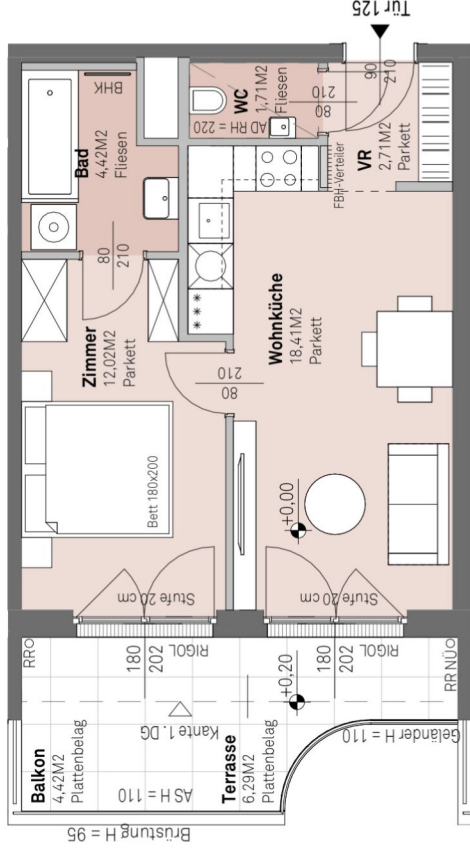 Tür 125
BHK
Bad
4,42M2
Fliesen
WC
1,71M2
Fliesen
ADRH = 220
80
210
90
210
VR
2,71M2
Parkett
FBH-Verteiler
80
210
Zimmer
12,02M2
Parkett
80
210
Wohnküche
18,41M2
Parkett
Bett 180x200
±0,00
Stufe 20 cm
Stufe 20 cm
RR
180
202
RIGOL
180
202
RIGOL
RR NÜ
+0,20
Balkon
4,42M2
Plattenbelag
Kante 1. DG
Terrasse
6,29M2
Plattenbelag
AS H = 110
Geländer H = 110
Brüstung H = 95